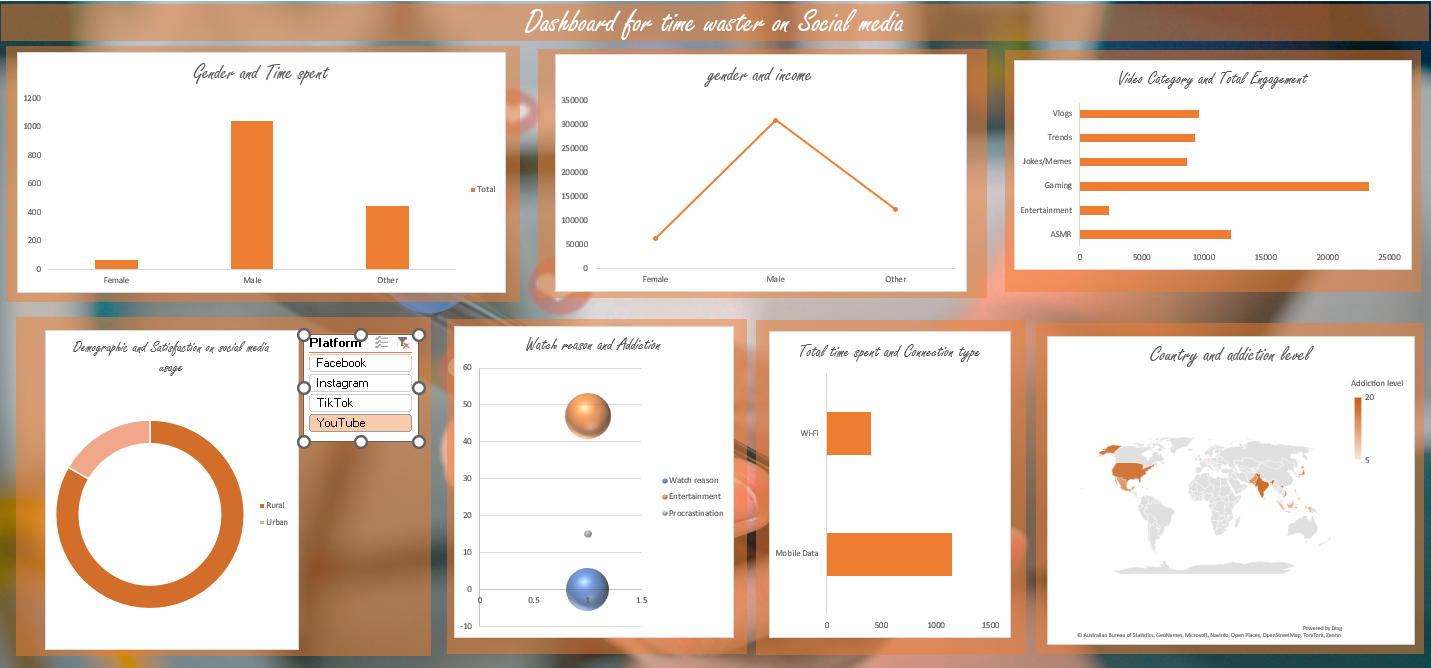 Dashboard for time waster on Social media
Gender and Time spent
1200
1000
800
600
400
200
0
Female
Male
Other
Total
gender and income
350000
300000
250000
200000
150000
100000
50000
0
Female
Male
Other
Video Category and Total Engagement
Vlogs
Trends
Jokes/Memes
Gaming
Entertainment
ASMR
0
5000
10000
15000
20000
25000
Demographic and Satisfaction on social media
usage
Rural
Urban
Platform
Facebook
Instagram
TikTok
YouTube
Watch reason and Addiction
60
50
40
30
20
10
0
-10
0
0.5
1
1.5
Watch reason
Entertainment
Procrastination
Total time spent and Connection type
Wi-Fi
Mobile Data
0
500
1000
1500
Country and addiction level
Addiction level
20
5
Powered by Bing
© Australian Bureau of Statistics, GeoNames, Microsoft, Navinfo, Open Places, OpenStreetMap, TomTom, Zenrin